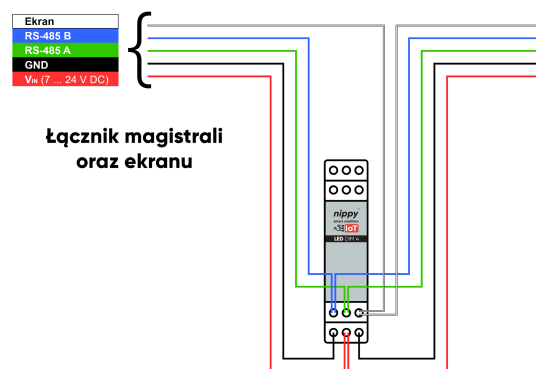 Ekran
RS-485 B
RS-485 A
GND
VIN (7 ... 24 V DC)
Łącznik magistrali
oraz ekranu
nippy
IoT
LED DIM 4